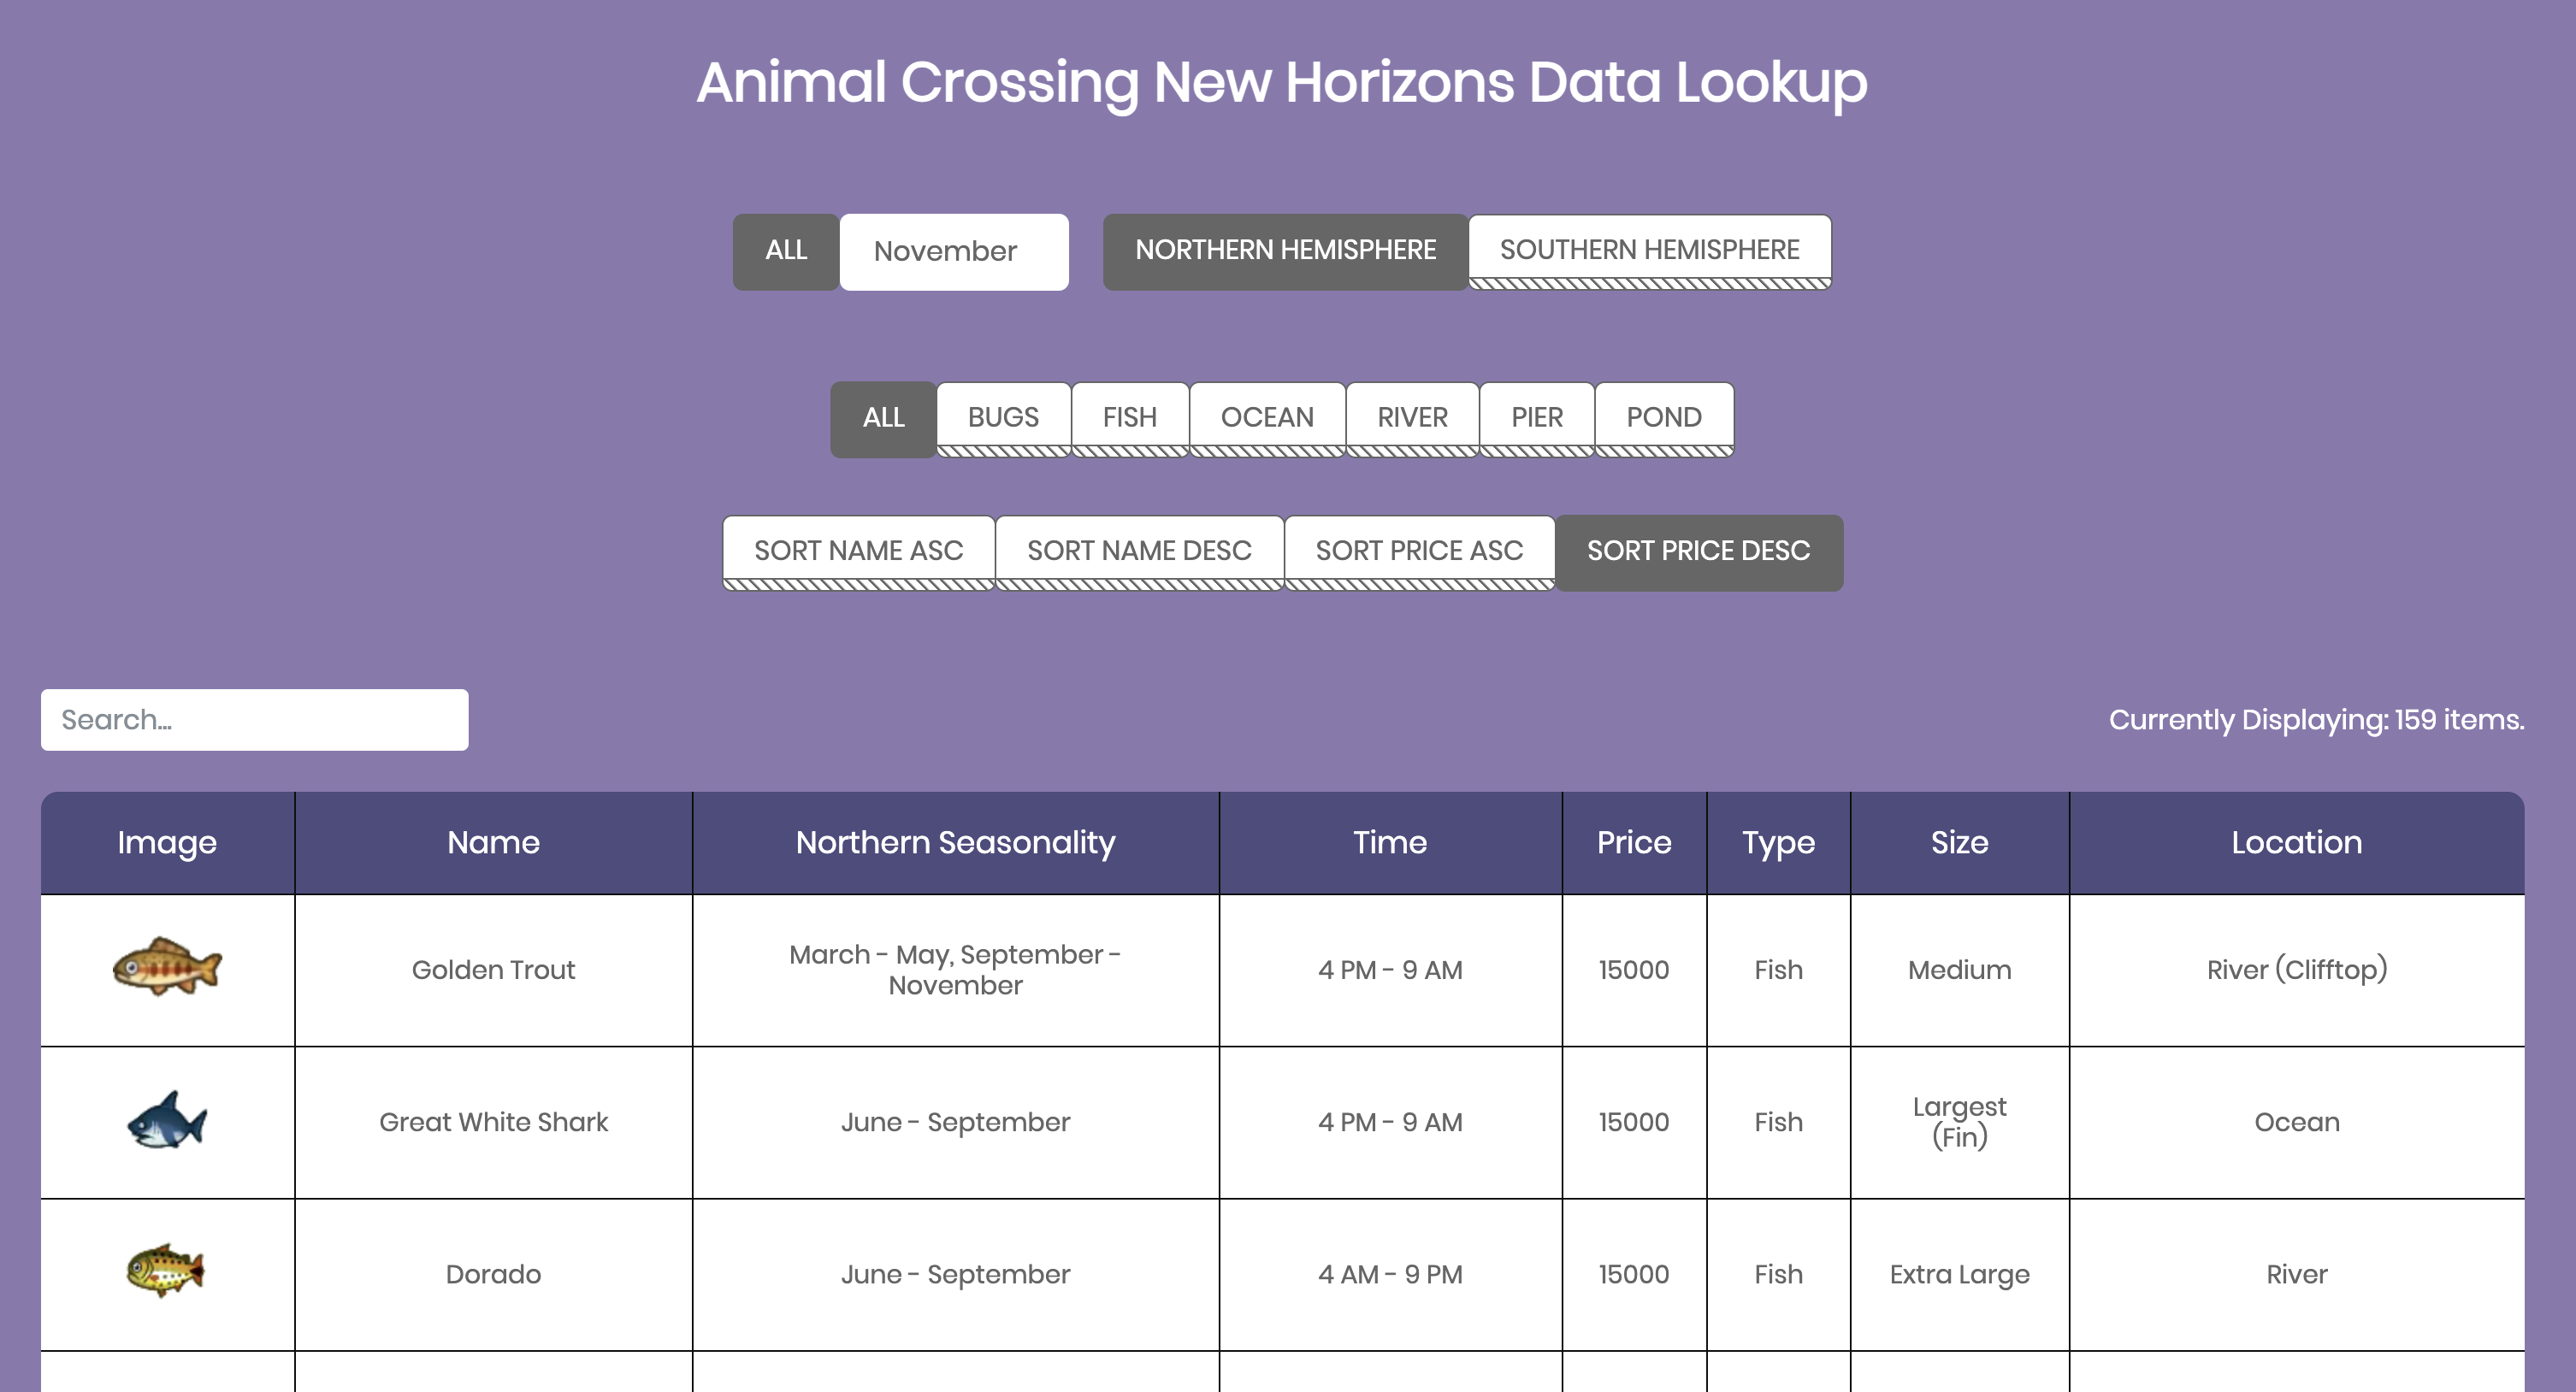 Animal Crossing New Horizons Data Lookup
ALL November NORTHERN HEMISPHERE SOUTHERN HEMISPHERE
ALL BUGS FISH OCEAN RIVER PIER POND
SORT NAME ASC SORT NAME DESC SORT PRICE ASC SORT PRICE DESC
Search... Currently Displaying: 159 items.
Image Name Northern Seasonality Time Price Type Size Location
Golden Trout March - May, September -
November 4 PM - 9 AM 15000 Fish Medium River (Clifftop)
Great White Shark June - September 4 PM - 9 AM 15000 Fish Largest
(Fin) Ocean
Dorado June - September 4 AM - 9 PM 15000 Fish Extra Large River